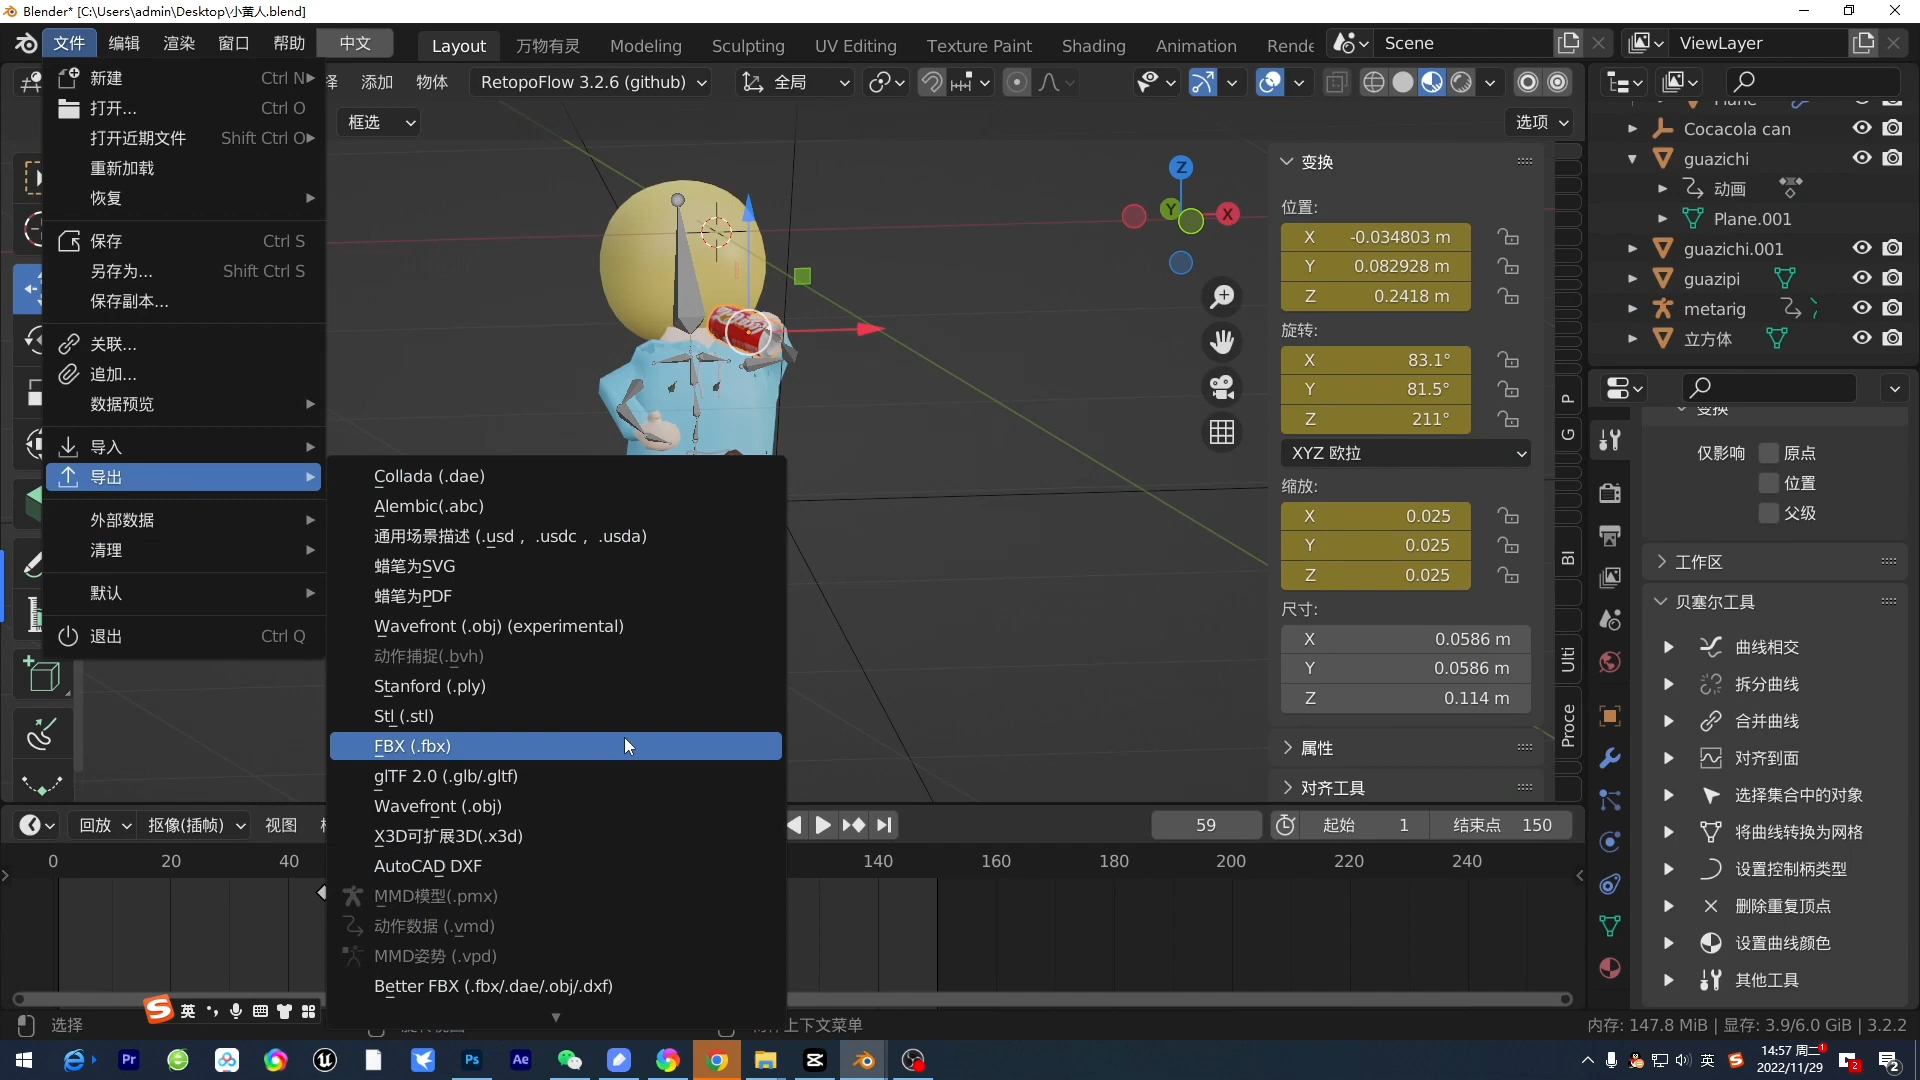 Blender* [C:\Users\admin\Desktop\小黄人.blend]
文件 编辑 渲染 窗口 帮助 中文 Layout 万物有灵 Modeling Sculpting UV Editing Texture Paint Shading Animation Rende Scene ViewLayer
添加 物体 RetopoFlow 3.2.6 (github) 全局
框选 选项
新建 Ctrl N
打开... Ctrl O
打开近期文件 Shift Ctrl O
重新加载
恢复
保存 Ctrl S
另存为... Shift Ctrl S
保存副本...
关联...
追加...
数据预览
导入
导出
外部数据
清理
默认
退出 Ctrl Q
Collada (.dae)
Alembic(.abc)
通用场景描述 (.usd， .usdc， .usda)
蜡笔为SVG
蜡笔为PDF
Wavefront (.obj) (experimental)
动作捕捉(.bvh)
Stanford (.ply)
Stl (.stl)
FBX (.fbx)
glTF 2.0 (.glb/.gltf)
Wavefront (.obj)
X3D可扩展3D(.x3d)
AutoCAD DXF
MMD模型(.pmx)
动作数据 (.vmd)
MMD姿势 (.vpd)
Better FBX (.fbx/.dae/.obj/.dxf)
Z
Y
X
变换
位置:
X -0.034803 m
Y 0.082928 m
Z 0.2418 m
旋转:
X 83.1°
Y 81.5°
Z 211°
XYZ 欧拉
缩放:
X 0.025
Y 0.025
Z 0.025
尺寸:
X 0.0586 m
Y 0.0586 m
Z 0.114 m
属性
对齐工具
P
G
BI
Ulti
Proce
Plane
Cocacola can
guazichi
动画
Plane.001
guazichi.001
guazipi
metarig
立方体
变换
仅影响 原点
位置
父级
工作区
贝塞尔工具
曲线相交
拆分曲线
合并曲线
对齐到面
选择集合中的对象
将曲线转换为网格
设置控制柄类型
删除重复顶点
设置曲线颜色
其他工具
回放 抠像(插帧) 视图 59 起始 1 结束点 150
0 20 40 140 160 180 200 220 240
英
选择 上下文菜单 内存: 147.8 MiB | 显存: 3.9/6.0 GiB | 3.2.2
Pr Ps Ae 英 14:57 周二 1
2022/11/29 2 2